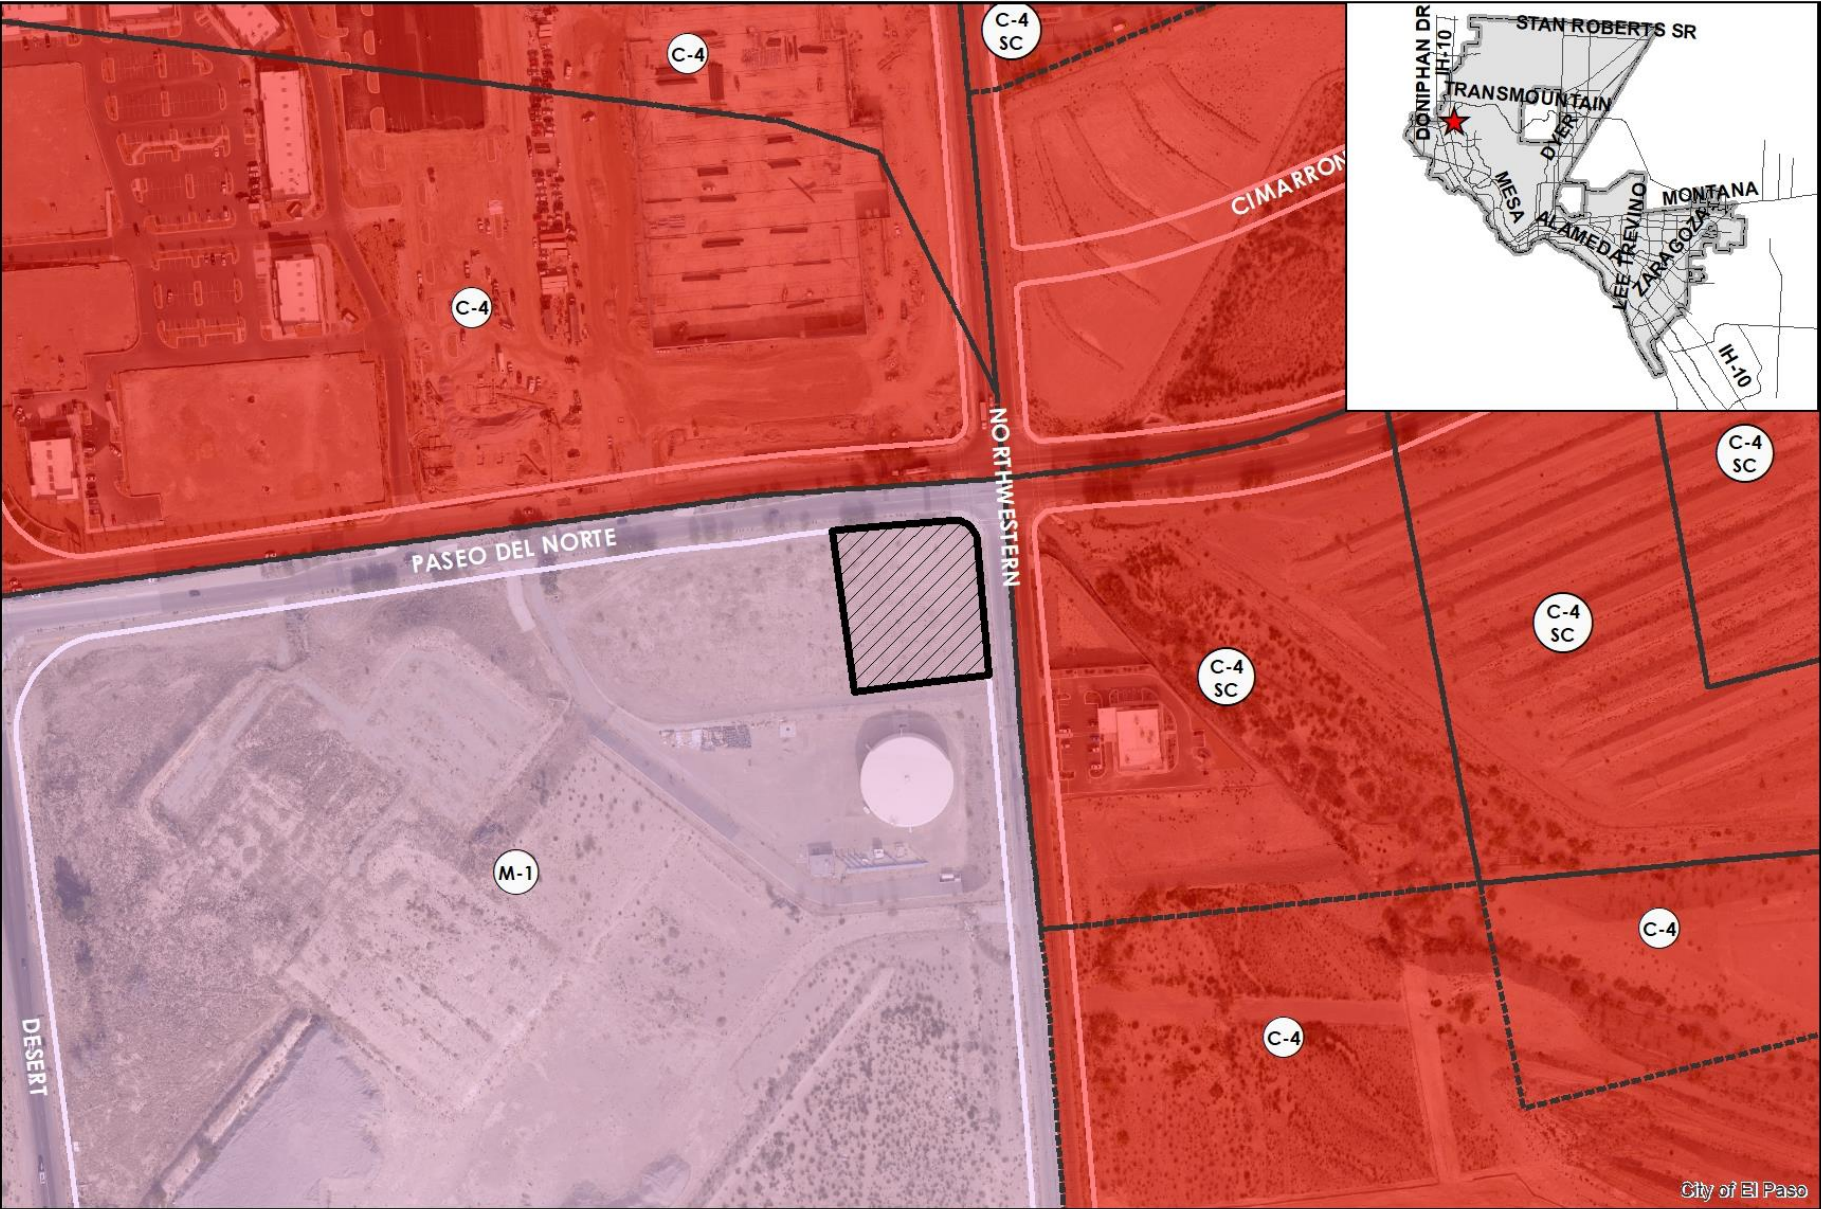 C-4
SC
C-4
CIMARRON
C-4
STAN ROBERTS SR
DONIPHAN DR
IH-10
TRANSMOUNTAIN
DYER
MESA
MONTANA
ALAMEDA
LEE TREVINO
ZARAGOZA
IH-10
NORTHWESTERN
C-4
SC
PASEO DEL NORTE
C-4
SC
C-4
SC
M-1
C-4
C-4
DESERT
City of El Paso